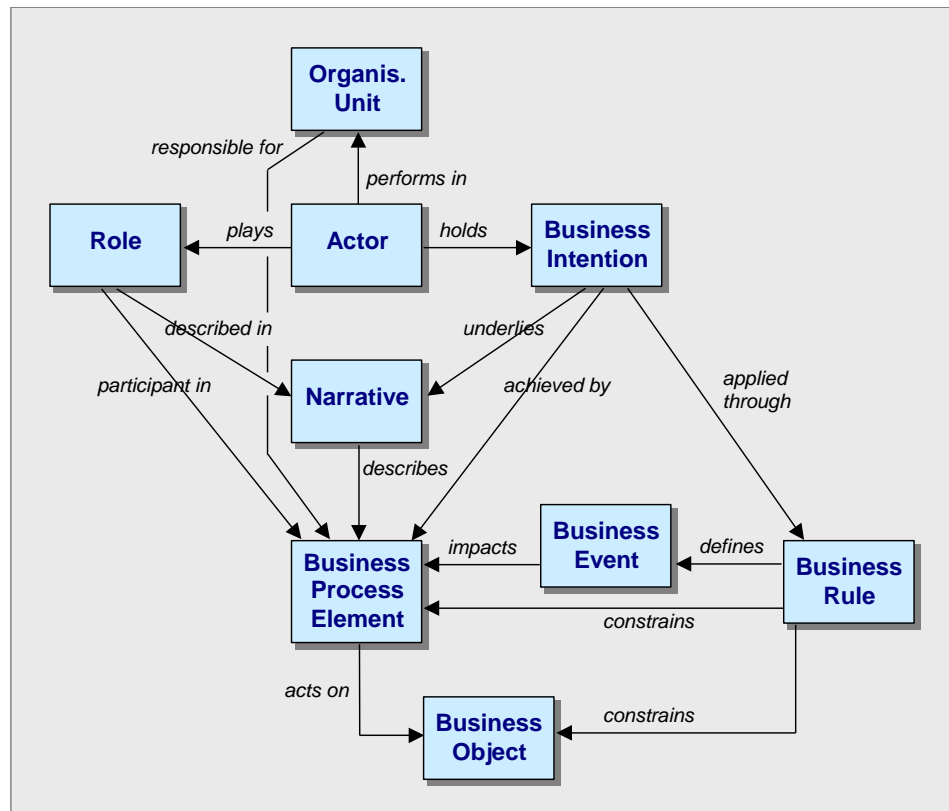 Organis.
Unit
responsible for
performs in
Role
plays
Actor
holds
Business
Intention
described in
underlies
participant in
Narrative
achieved by
applied
through
describes
Business
Process
Element
impacts
Business
Event
defines
Business
Rule
constrains
acts on
Business
Object
constrains